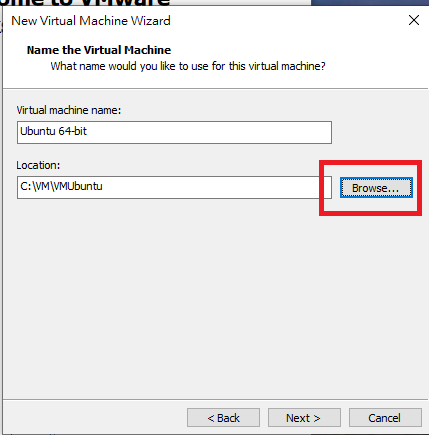 ome to VMware
New Virtual Machine Wizard
Name the Virtual Machine
What name would you like to use for this virtual machine?
Virtual machine name:
Ubuntu 64-bit
Location:
C:\VM\VMUbuntu
Browse...
< Back
Next >
Cancel